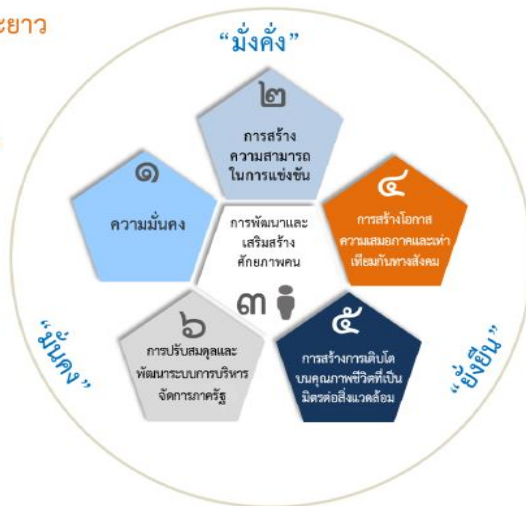 ะยาว
“มั่งคั่ง”
๒
การสร้าง
ความสามารถ
ในการแข่งขัน
๑
ความมั่นคง
๔
การสร้างโอกาส
ความเสมอภาคและเท่า
เทียมกันทางสังคม
การพัฒนาและ
เสริมสร้าง
ศักยภาพคน
๓
๖
การปรับสมดุลและ
พัฒนาระบบการบริหาร
จัดการภาครัฐ
๕
การสร้างการเติบโต
บนคุณภาพชีวิตที่เป็น
มิตรต่อสิ่งแวดล้อม
“มั่นคง”
“ยั่งยืน”